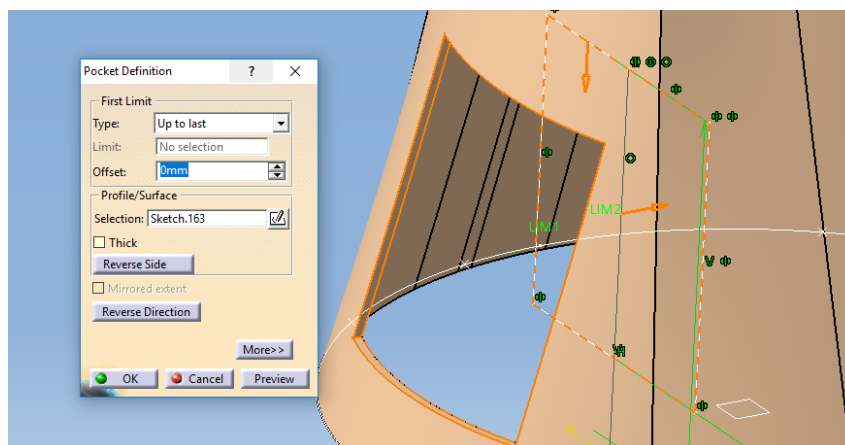 Pocket Definition ? X
First Limit
Type: Up to last
Limit: No selection
Offset: 0mm
Profile/Surface
Selection: Sketch.163
Thick
Reverse Side
Mirrored extent
Reverse Direction
More>>
OK Cancel Preview
LIM2
LIM1
V
H